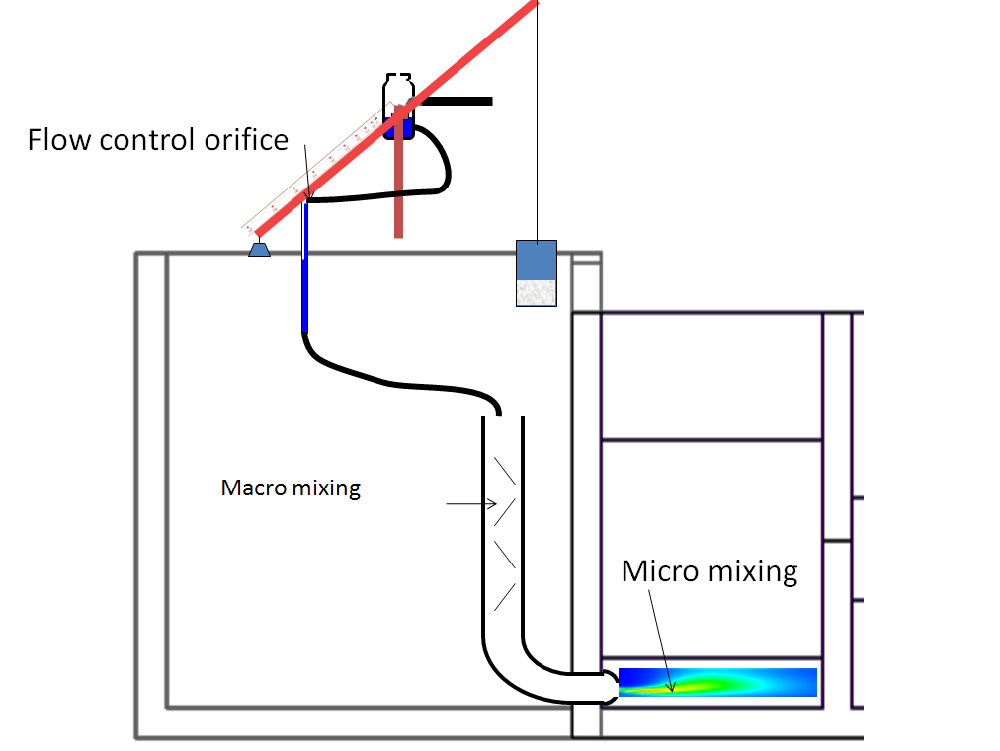 Flow control orifice
Macro mixing
Micro mixing